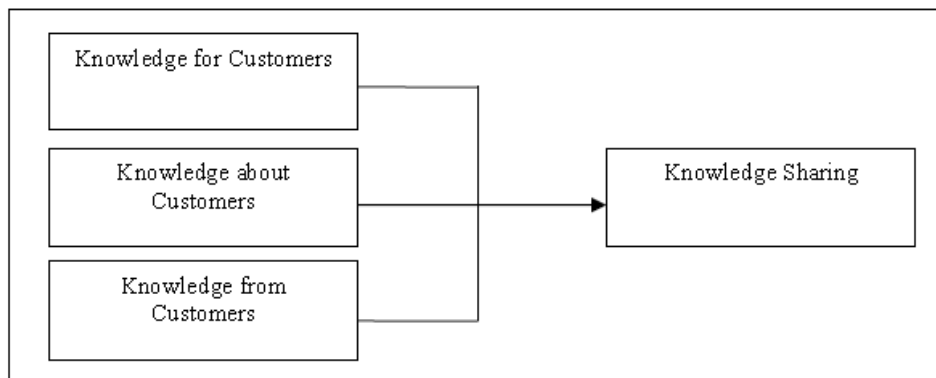 Knowledge for Customers
Knowledge about
Customers
Knowledge Sharing
Knowledge from
Customers